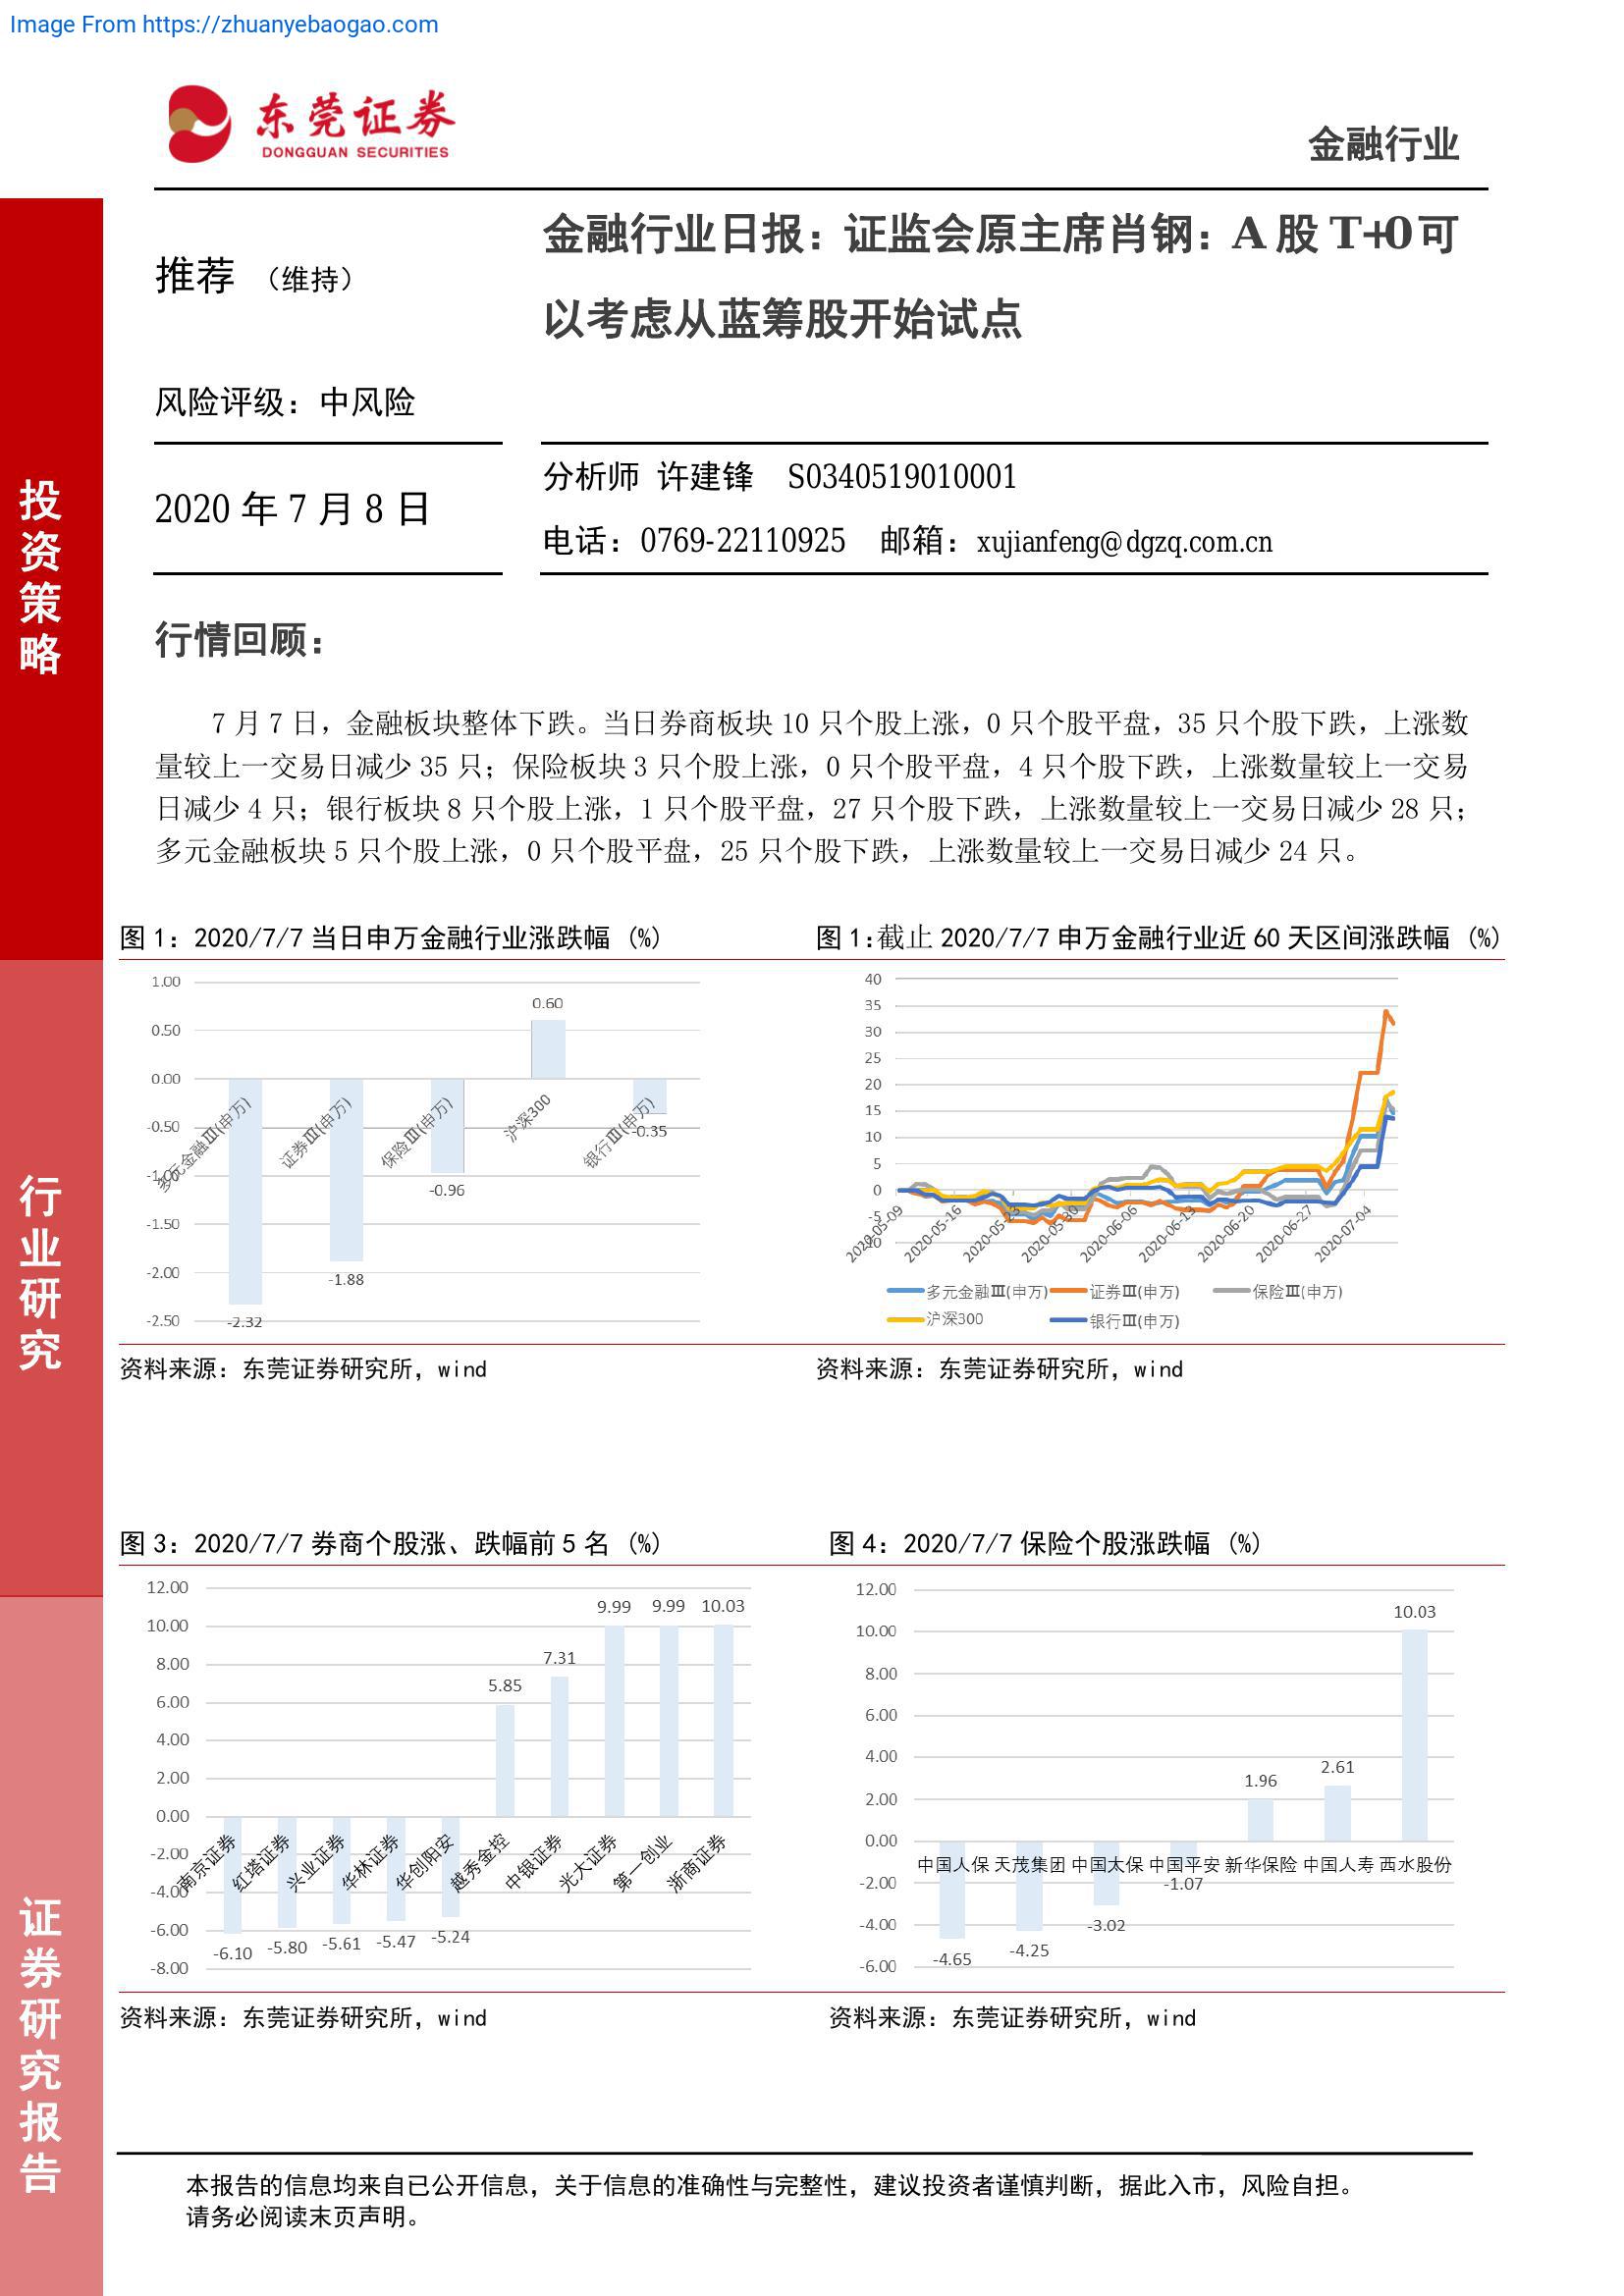 Image From https://zhuanyebaogao.com
东莞证券
DONGGUAN SECURITIES
金融行业
投资策略
行业研究
证券研究报告
推荐 （维持）
金融行业日报：证监会原主席肖钢：A 股 T+0 可
以考虑从蓝筹股开始试点
风险评级：中风险
2020 年 7 月 8 日
分析师 许建锋 S0340519010001
电话：0769-22110925 邮箱：xujianfeng@dgzq.com.cn
行情回顾：
7 月 7 日，金融板块整体下跌。当日券商板块 10 只个股上涨，0 只个股平盘，35 只个股下跌，上涨数
量较上一交易日减少 35 只；保险板块 3 只个股上涨，0 只个股平盘，4 只个股下跌，上涨数量较上一交易
日减少 4 只；银行板块 8 只个股上涨，1 只个股平盘，27 只个股下跌，上涨数量较上一交易日减少 28 只；
多元金融板块 5 只个股上涨，0 只个股平盘，25 只个股下跌，上涨数量较上一交易日减少 24 只。
图 1：2020/7/7 当日申万金融行业涨跌幅 （%）
1.00
0.50
0.00
-0.50
-1.00
-1.50
-2.00
-2.50
0.60
-0.35
-0.96
-1.88
-2.32
多元金融Ⅲ(申万)
证券Ⅲ(申万)
保险Ⅲ(申万)
沪深300
银行Ⅲ(申万)
资料来源：东莞证券研究所，wind
图 1:截止 2020/7/7 申万金融行业近 60 天区间涨跌幅 （%）
40
35
30
25
20
15
10
5
0
-5
-10
2020-05-09
2020-05-16
2020-05-23
2020-05-30
2020-06-06
2020-06-13
2020-06-20
2020-06-27
2020-07-04
多元金融Ⅲ(申万)
证券Ⅲ(申万)
保险Ⅲ(申万)
沪深300
银行Ⅲ(申万)
资料来源：东莞证券研究所，wind
图 3：2020/7/7 券商个股涨、跌幅前 5 名 （%）
12.00
10.00
8.00
6.00
4.00
2.00
0.00
-2.00
-4.00
-6.00
-8.00
5.85
7.31
9.99
9.99
10.03
南京证券
红塔证券
兴业证券
华林证券
华创阳安
越秀金控
中银证券
光大证券
第一创业
浙商证券
-6.10
-5.80
-5.61
-5.47
-5.24
资料来源：东莞证券研究所，wind
图 4：2020/7/7 保险个股涨跌幅 （%）
12.00
10.00
8.00
6.00
4.00
2.00
0.00
-2.00
-4.00
-6.00
10.03
2.61
1.96
中国人保 天茂集团 中国太保 中国平安 新华保险 中国人寿 西水股份
-1.07
-3.02
-4.25
-4.65
资料来源：东莞证券研究所，wind
本报告的信息均来自已公开信息，关于信息的准确性与完整性，建议投资者谨慎判断，据此入市，风险自担。
请务必阅读末页声明。